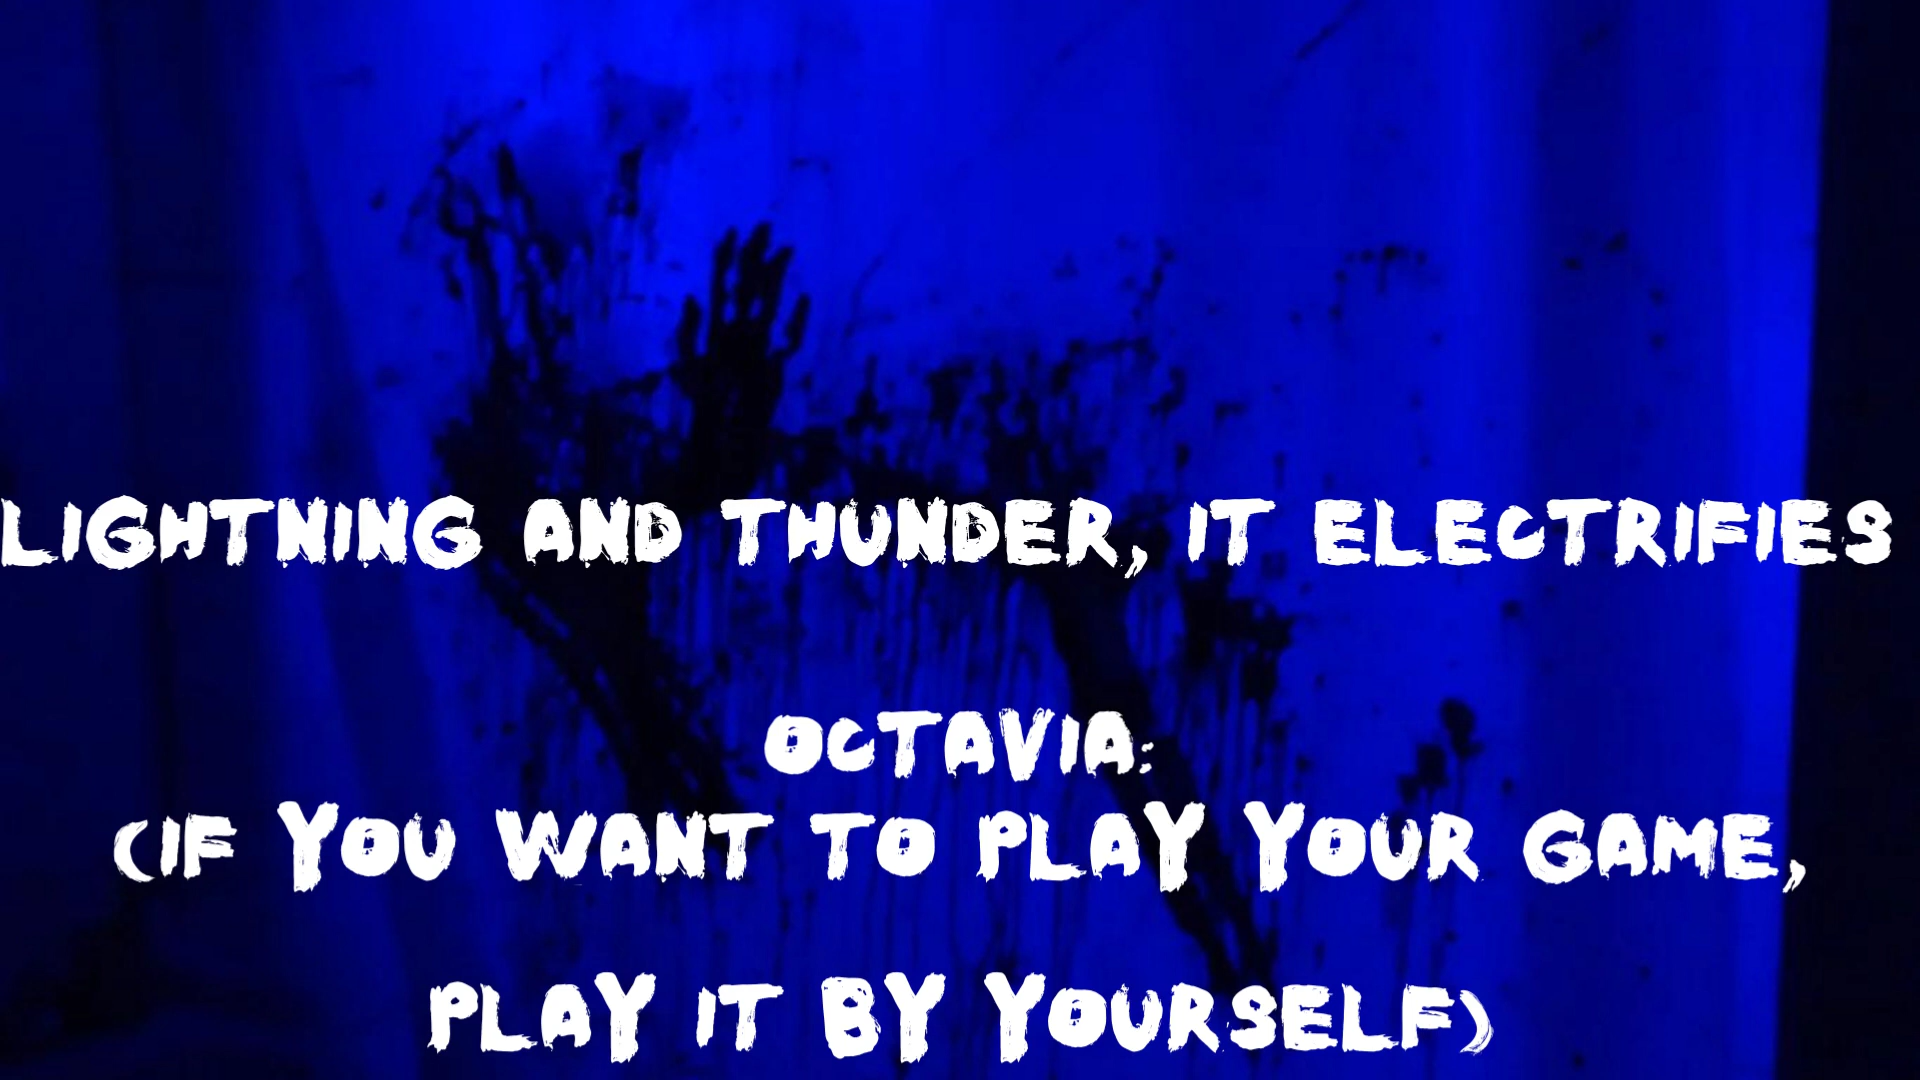 LIGHTNING AND THUNDER, IT ELECTRIFIES
OCTAVIA:
(IF YOU WANT TO PLAY YOUR GAME,
PLAY IT BY YOURSELF)